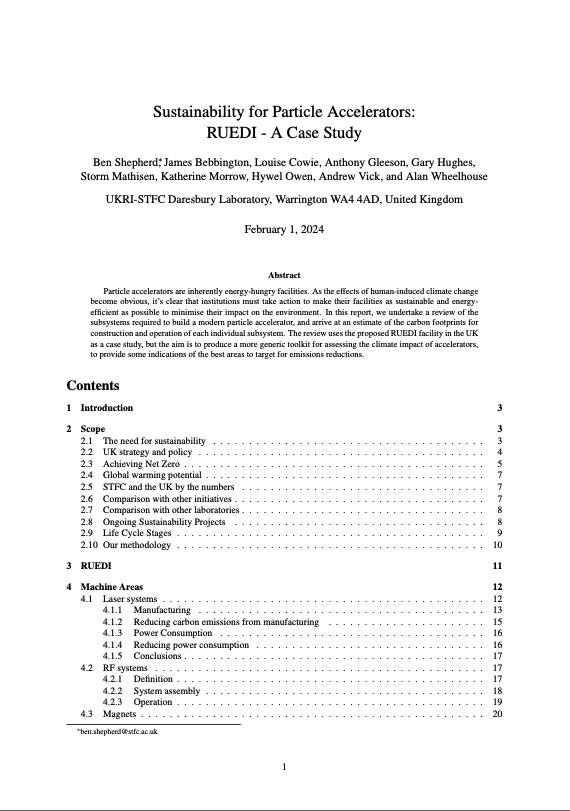 Sustainability for Particle Accelerators:
RUEDI - A Case Study
Ben Shepherd*, James Bebbington, Louise Cowie, Anthony Gleeson, Gary Hughes,
Storm Mathisen, Katherine Morrow, Hywel Owen, Andrew Vick, and Alan Wheelhouse
UKRI-STFC Daresbury Laboratory, Warrington WA4 4AD, United Kingdom
February 1, 2024
Abstract
Particle accelerators are inherently energy-hungry facilities. As the effects of human-induced climate change
become obvious, it's clear that institutions must take action to make their facilities as sustainable and energy-
efficient as possible to minimise their impact on the environment. In this report, we undertake a review of the
subsystems required to build a modern particle accelerator, and arrive at an estimate of the carbon footprints for
construction and operation of each individual subsystem. The review uses the proposed RUEDI facility in the UK
as a case study, but the aim is to produce a more generic toolkit for assessing the climate impact of accelerators,
to provide some indications of the best areas to target for emissions reductions.
Contents
1 Introduction 3
2 Scope 3
2.1 The need for sustainability . . . . . . . . . . 3
2.2 UK strategy and policy . . . . . . . . . . 4
2.3 Achieving Net Zero . . . . . . . . . . 5
2.4 Global warming potential . . . . . . . . . . 7
2.5 STFC and the UK by the numbers . . . . . . . . . . 7
2.6 Comparison with other initiatives . . . . . . . . . . 7
2.7 Comparison with other laboratories . . . . . . . . . . 8
2.8 Ongoing Sustainability Projects . . . . . . . . . . 8
2.9 Life Cycle Stages . . . . . . . . . . 9
2.10 Our methodology . . . . . . . . . . 10
3 RUEDI 11
4 Machine Areas 12
4.1 Laser systems . . . . . . . . . . 12
4.1.1 Manufacturing . . . . . . . . . . 13
4.1.2 Reducing carbon emissions from manufacturing . . . . . . . . . . 15
4.1.3 Power Consumption . . . . . . . . . . 16
4.1.4 Reducing power consumption . . . . . . . . . . 16
4.1.5 Conclusions . . . . . . . . . . 17
4.2 RF systems . . . . . . . . . . 17
4.2.1 Definition . . . . . . . . . . 17
4.2.2 System assembly . . . . . . . . . . 18
4.2.3 Operation . . . . . . . . . . 19
4.3 Magnets . . . . . . . . . . 20
*ben.shepherd@stfc.ac.uk
1